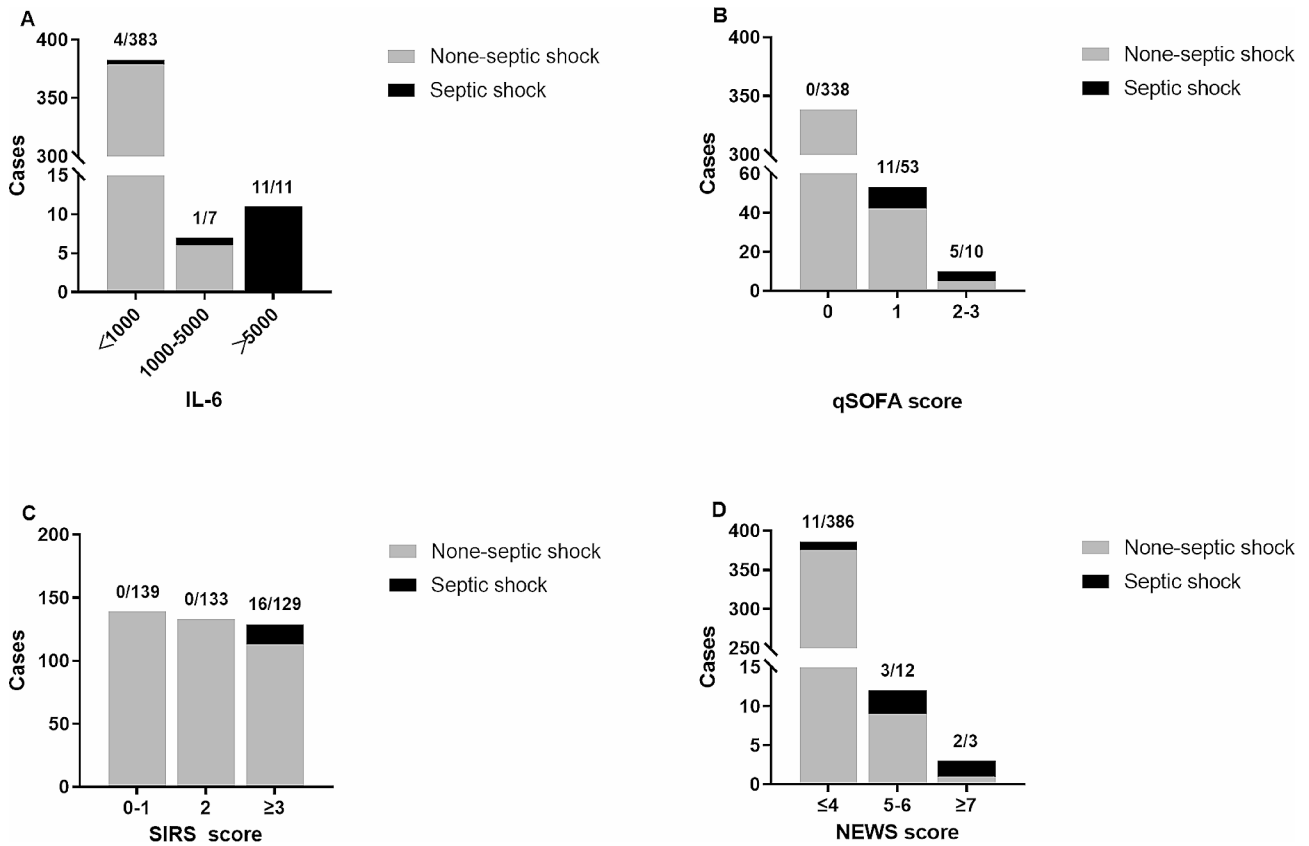 A
4/383
400
350
300
15
10
5
0
Cases
1/7
11/11
<1000
1000-5000
>5000
IL-6
None-septic shock
Septic shock
B
0/338
400
350
300
60
40
20
0
Cases
11/53
5/10
0
1
2-3
qSOFA score
None-septic shock
Septic shock
C
200
150
100
50
0
Cases
0/139
0/133
16/129
0-1
2
≥3
SIRS score
None-septic shock
Septic shock
D
11/386
400
350
300
250
15
10
5
0
Cases
3/12
2/3
≤4
5-6
≥7
NEWS score
None-septic shock
Septic shock